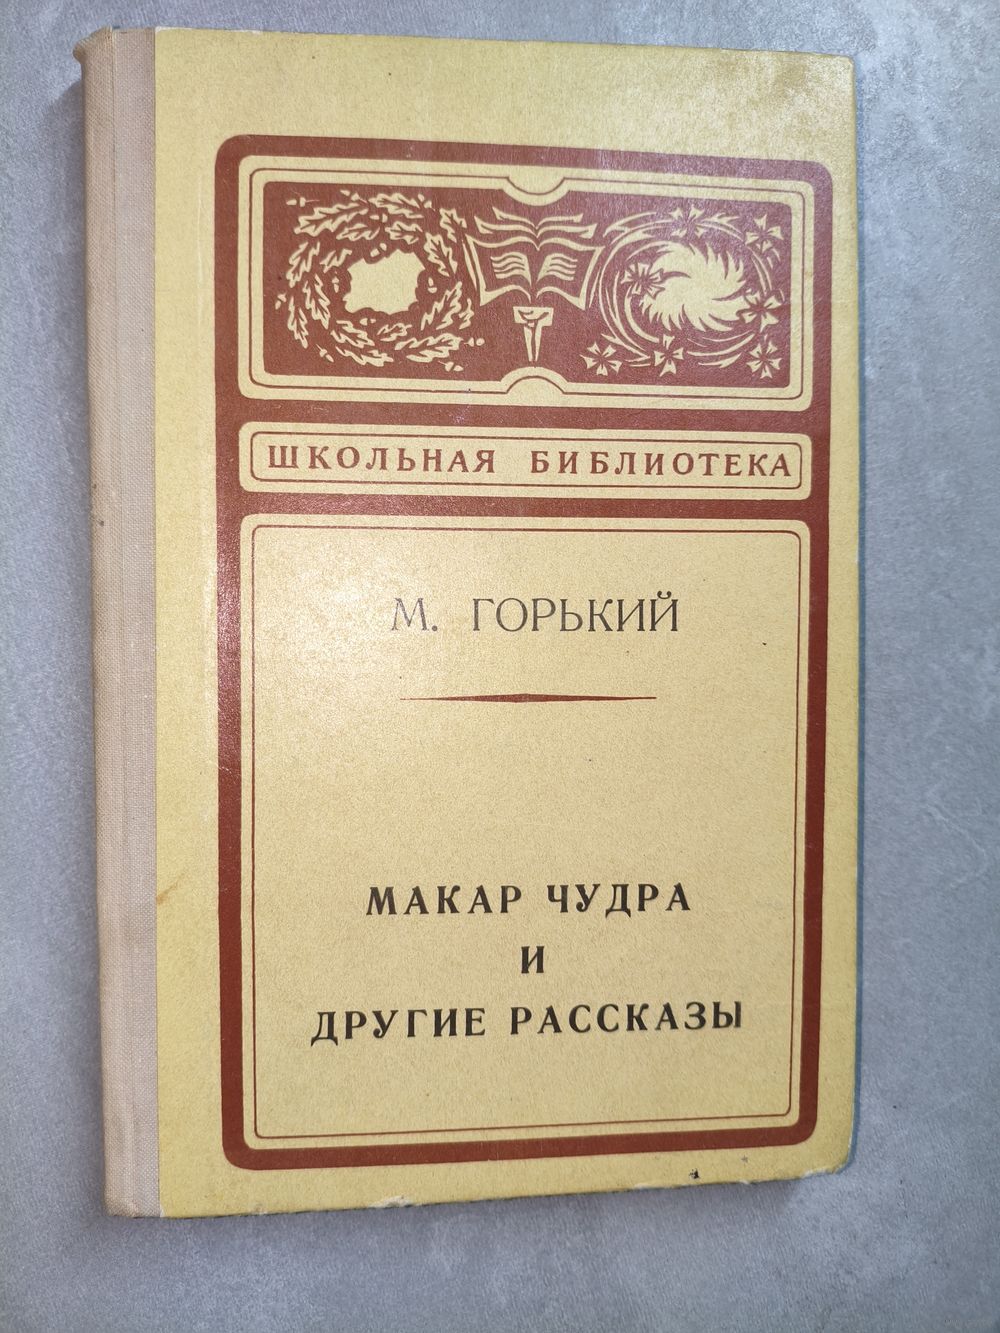 ШКОЛЬНАЯ БИБЛИОТЕКА
М. ГОРЬКИЙ
МАКАР ЧУДРА
И
ДРУГИЕ РАССКАЗЫ